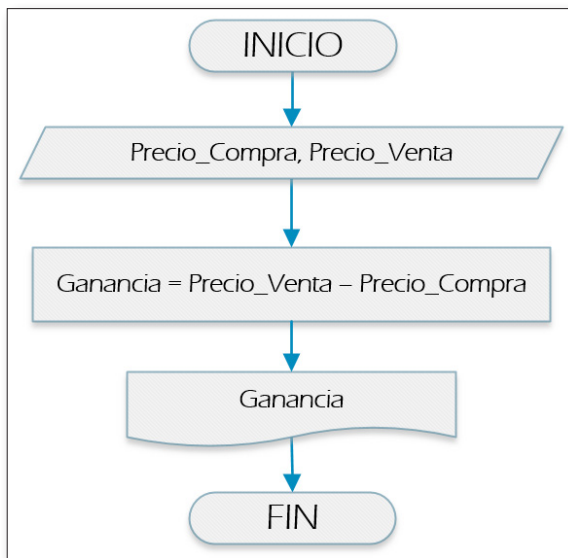 INICIO
Precio_Compra, Precio_Venta
Ganancia = Precio_Venta – Precio_Compra
Ganancia
FIN